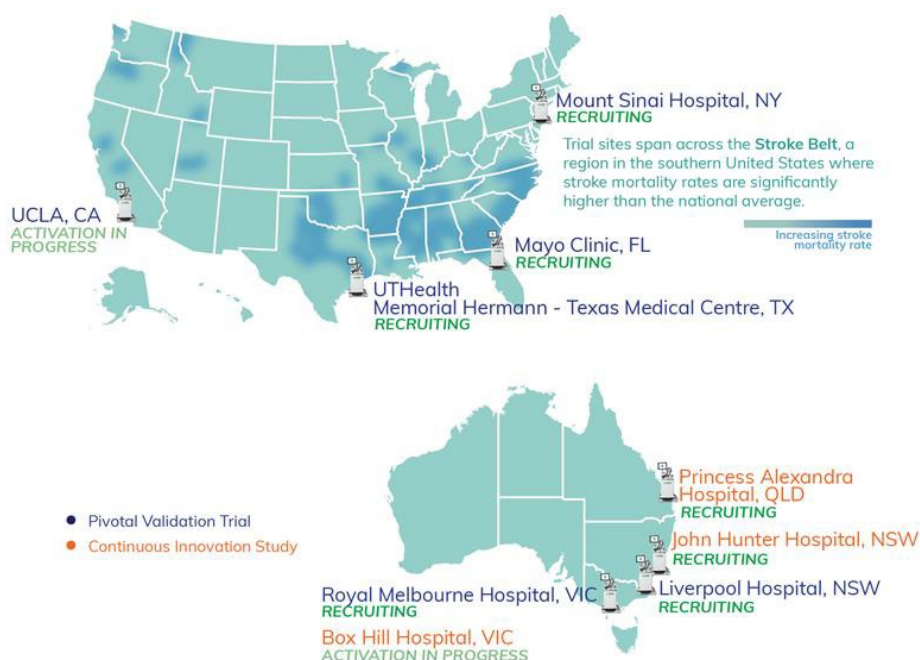 Mount Sinai Hospital, NY
RECRUITING
Trial sites span across the Stroke Belt, a
region in the southern United States where
stroke mortality rates are significantly
higher than the national average.
Increasing stroke
mortality rate
UCLA, CA
ACTIVATION IN
PROGRESS
Mayo Clinic, FL
RECRUITING
UTHealth
Memorial Hermann - Texas Medical Centre, TX
RECRUITING
Princess Alexandra
Hospital, QLD
RECRUITING
Pivotal Validation Trial
Continuous Innovation Study
John Hunter Hospital, NSW
RECRUITING
Liverpool Hospital, NSW
RECRUITING
Royal Melbourne Hospital, VIC
RECRUITING
Box Hill Hospital, VIC
ACTIVATION IN PROGRESS